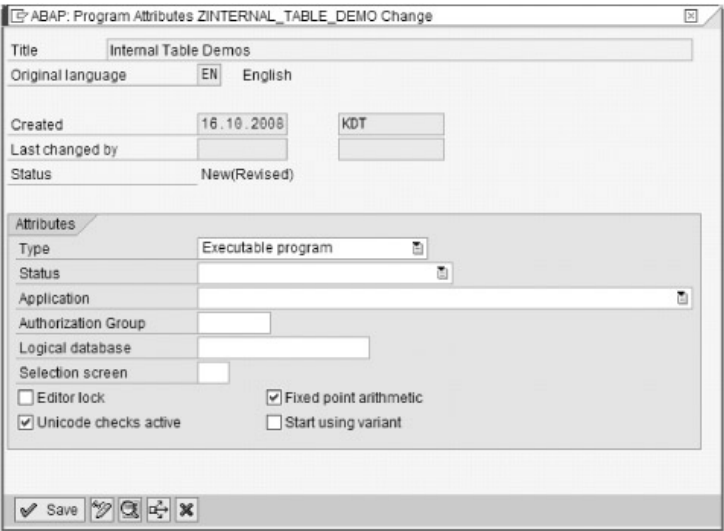 ABAP: Program Attributes ZINTERNAL_TABLE_DEMO Change
Title Internal Table Demos
Original language EN English
Created 16.10.2008 KDT
Last changed by
Status New(Revised)
Attributes
Type Executable program
Status
Application
Authorization Group
Logical database
Selection screen
Editor lock Fixed point arithmetic
Unicode checks active Start using variant
Save